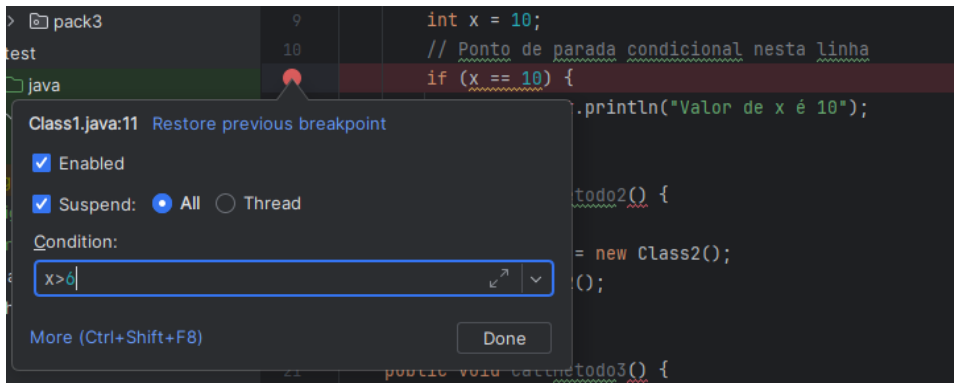 pack3
test
java
9 int x = 10;
10 // Ponto de parada condicional nesta linha
if (x == 10) {
.println("Valor de x é 10");
Class1.java:11 Restore previous breakpoint
Enabled
Suspend: All Thread
Condition:
x>6
More (Ctrl+Shift+F8)
Done
todo2() {
= new Class2();
();
21 public void callmetodo3() {